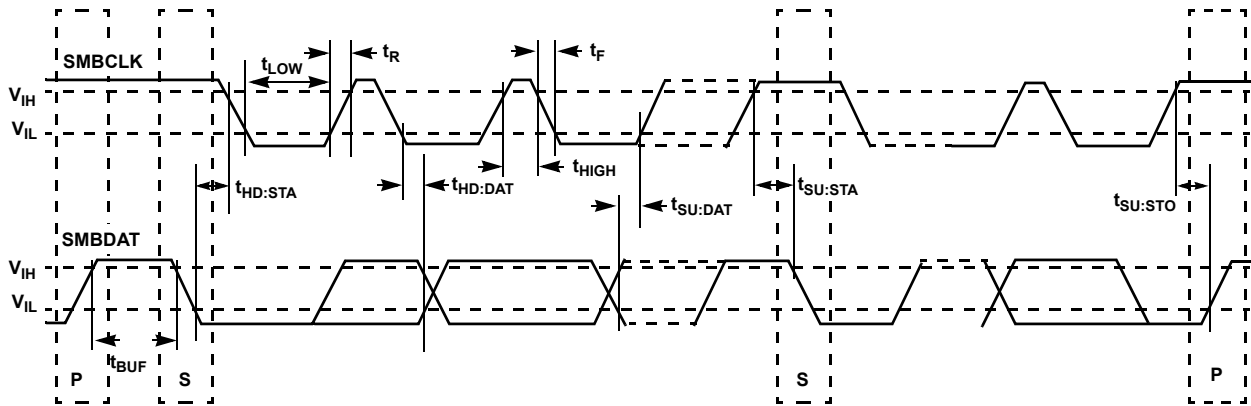 SMBCLK
tLOW
tR
tF
VIH
VIL
tHD:STA
tHD:DAT
tHIGH
tSU:DAT
tSU:STA
tSU:STO
SMBDAT
VIH
VIL
tBUF
P
S
S
P